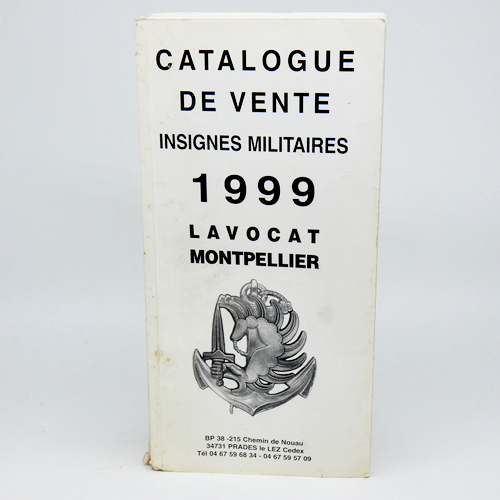 CATALOGUE
DE VENTE
INSIGNES MILITAIRES
1999
LAVOCAT
MONTPELLIER
BP 38 -215 Chemin de Nouau
34731 PRADES le LEZ Cedex
Tél 04 67 59 68 34 - 04 67 59 57 09